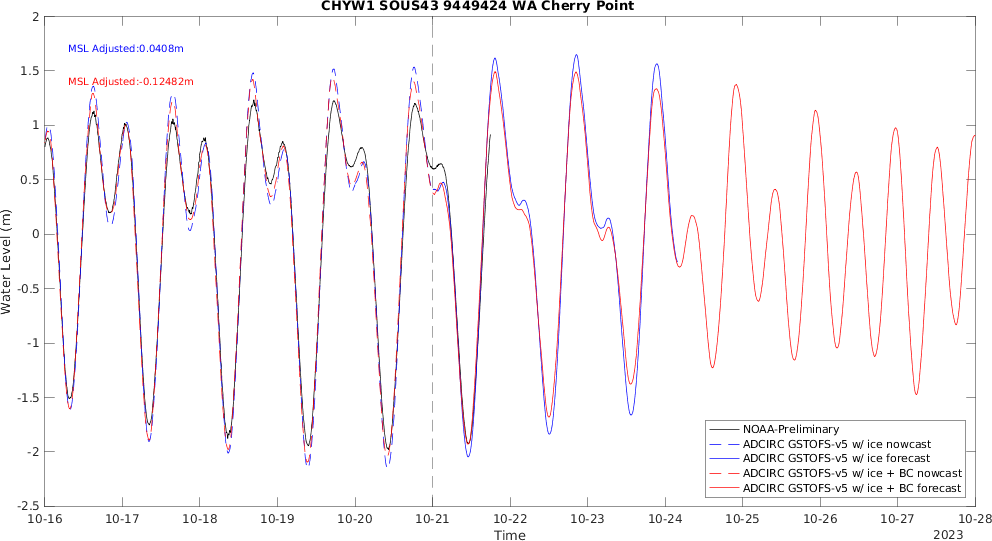 CHYW1 SOUS43 9449424 WA Cherry Point
MSL Adjusted:0.0408m
MSL Adjusted:-0.12482m
Water Level (m)
2
1.5
1
0.5
0
-0.5
-1
-1.5
-2
-2.5
NOAA-Preliminary
ADCIRC GSTOFS-v5 w/ ice nowcast
ADCIRC GSTOFS-v5 w/ ice forecast
ADCIRC GSTOFS-v5 w/ ice + BC nowcast
ADCIRC GSTOFS-v5 w/ ice + BC forecast
10-16 10-17 10-18 10-19 10-20 10-21 10-22 10-23 10-24 10-25 10-26 10-27 10-28
Time
2023